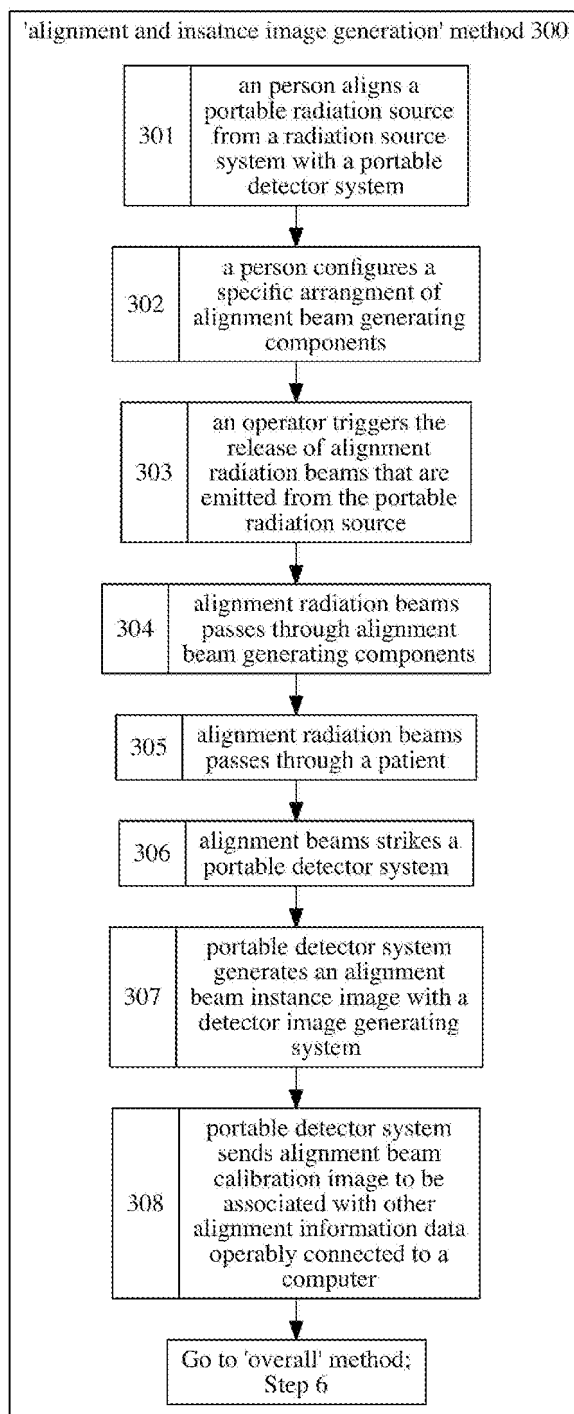 'alignment and insatnce image generation' method 300
301
an person aligns a
portable radiation source
from a radiation source
system with a portable
detector system
302
a person configures a
specific arrangment of
alignment beam generating
components
303
an operator triggers the
release of alignment
radiation beams that are
emitted from the portable
radiation source
304
alignment radiation beams
passes through alignment
beam generating components
305
alignment radiation beams
passes through a patient
306
alignment beams strikes a
portable detector system
307
portable detector system
generates an alignment
beam instance image with a
detector image generating
system
308
portable detector system
sends alignment beam
calibration image to be
associated with other
alignment information data
operably connected to a
computer
Go to 'overall' method;
Step 6